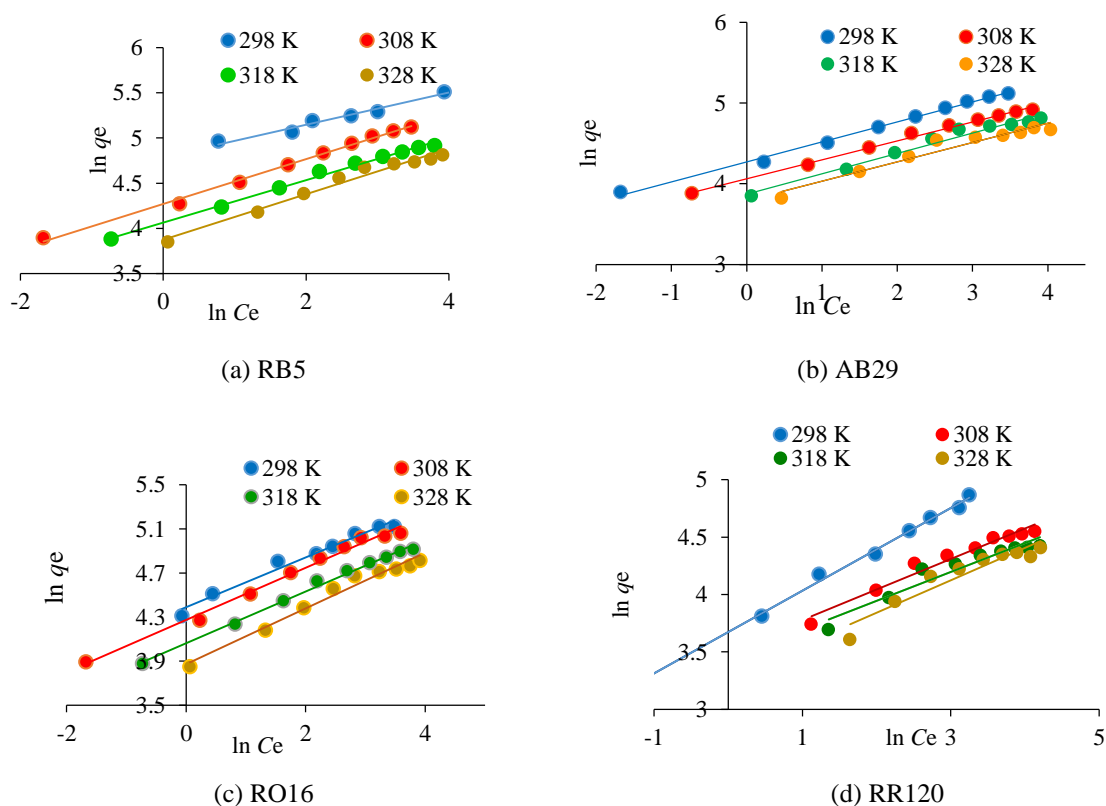 298 K 308 K
318 K 328 K
ln qe
6
5.5
5
4.5
4
3.5
-2 0 2 4
ln Ce
(a) RB5
298 K 308 K
318 K 328 K
ln qe
6
5
4
3
-2 -1 0 1 2 3 4
ln Ce
(b) AB29
298 K 308 K
318 K 328 K
ln qe
5.5
5.1
4.7
4.3
3.9
3.5
-2 0 2 4
ln Ce
(c) RO16
298 K 308 K
318 K 328 K
ln qe
5
4.5
4
3.5
3
-1 1 ln Ce 3 5
(d) RR120